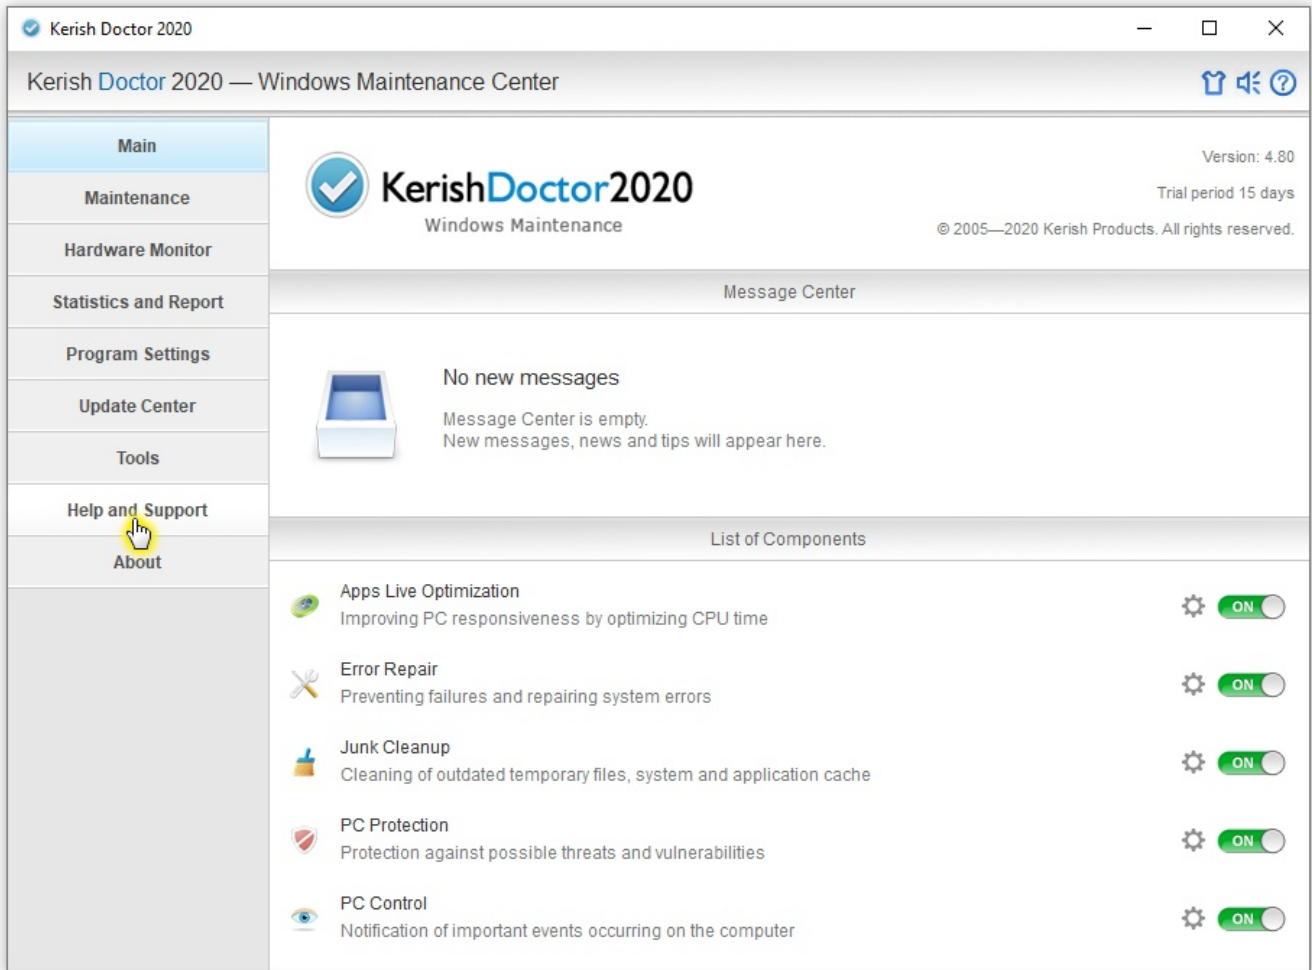 Kerish Doctor 2020
Kerish Doctor 2020 — Windows Maintenance Center
Main
Maintenance
Hardware Monitor
Statistics and Report
Program Settings
Update Center
Tools
Help and Support
About
KerishDoctor2020
Windows Maintenance
Version: 4.80
Trial period 15 days
© 2005—2020 Kerish Products. All rights reserved.
Message Center
No new messages
Message Center is empty.
New messages, news and tips will appear here.
List of Components
Apps Live Optimization
Improving PC responsiveness by optimizing CPU time
ON
Error Repair
Preventing failures and repairing system errors
ON
Junk Cleanup
Cleaning of outdated temporary files, system and application cache
ON
PC Protection
Protection against possible threats and vulnerabilities
ON
PC Control
Notification of important events occurring on the computer
ON